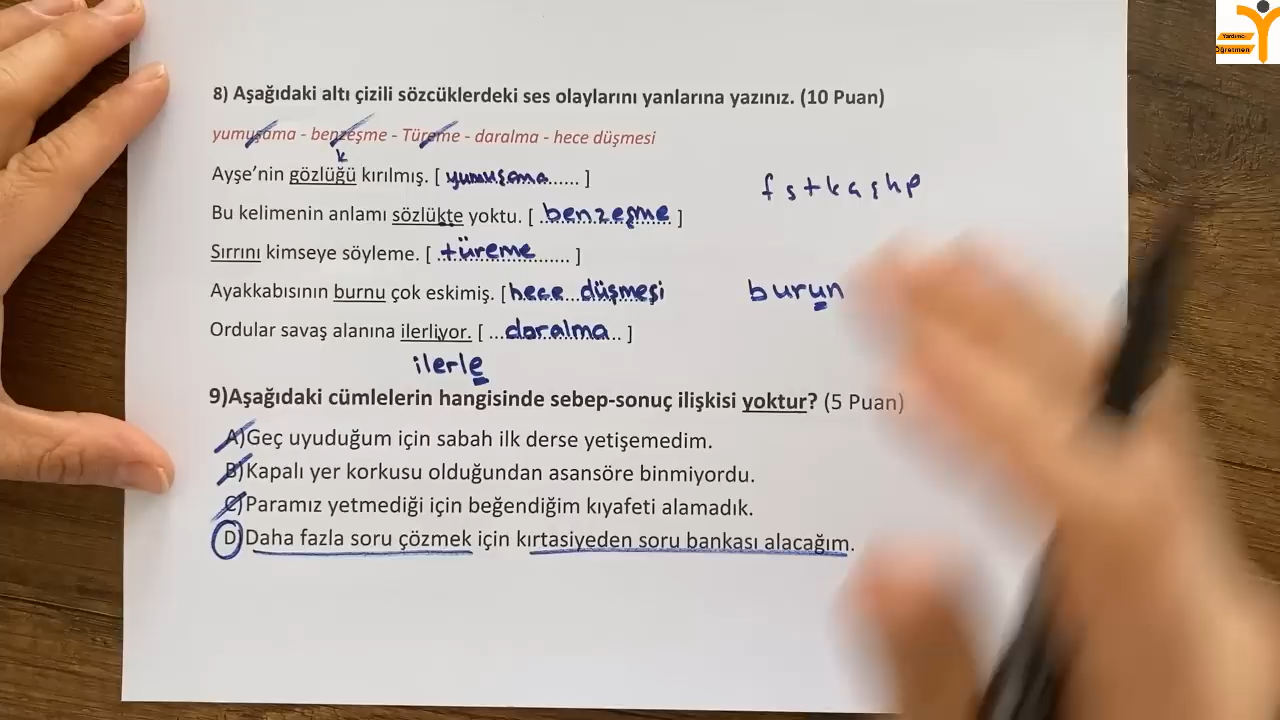 Yardımcı
Öğretmen
8) Aşağıdaki altı çizili sözcüklerdeki ses olaylarını yanlarına yazınız. (10 Puan)
yumuşama - benzeşme - Türeme - daralma - hece düşmesi
k
Ayşe'nin gözlüğü kırılmış. [ yumuşama...... ]
Bu kelimenin anlamı sözlükte yoktu. [ benzeşme ]
fstkçşhp
Sırrını kimseye söyleme. [ türeme....... ]
Ayakkabısının burnu çok eskimiş. [hece düşmesi
burun
Ordular savaş alanına ilerliyor. [ ...daralma.. ]
ilerle
9)Aşağıdaki cümlelerin hangisinde sebep-sonuç ilişkisi yoktur? (5 Puan)
A)Geç uyuduğum için sabah ilk derse yetişemedim.
B)Kapalı yer korkusu olduğundan asansöre binmiyordu.
C)Paramız yetmediği için beğendiğim kıyafeti alamadık.
D)Daha fazla soru çözmek için kırtasiyeden soru bankası alacağım.